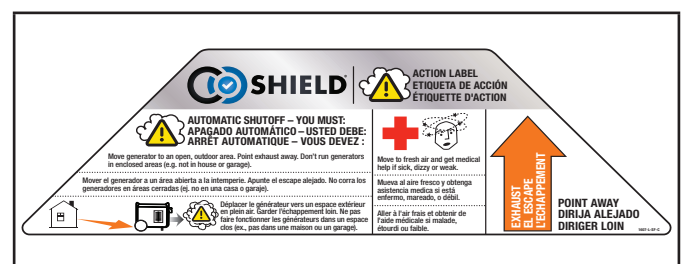 CO SHIELD®
ACTION LABEL
ETIQUETA DE ACCIÓN
ÉTIQUETTE D'ACTION
AUTOMATIC SHUTOFF – YOU MUST:
APAGADO AUTOMÁTICO – USTED DEBE:
ARRÊT AUTOMATIQUE – VOUS DEVEZ :
Move generator to an open, outdoor area. Point exhaust away. Don't run generators
in enclosed areas (e.g. not in house or garage).
Mover el generador a un área abierta a la intemperie. Apunte el escape alejado. No corra los
generadores en áreas cerradas (ej. no en una casa o garaje).
Déplacer le générateur vers un espace extérieur
en plein air. Garder l'échappement loin. Ne pas
faire fonctionner les générateurs dans un espace
clos (ex., pas dans une maison ou un garage).
Move to fresh air and get medical
help if sick, dizzy or weak.
Mueva al aire fresco y obtenga
asistencia medica si está
enfermo, mareado, o débil.
Aller à l'air frais et obtenir de
l'aide médicale si malade,
étourdi ou faible.
EXHAUST
EL ESCAPE
L'ÉCHAPPEMENT
POINT AWAY
DIRIJA ALEJADO
DIRIGER LOIN